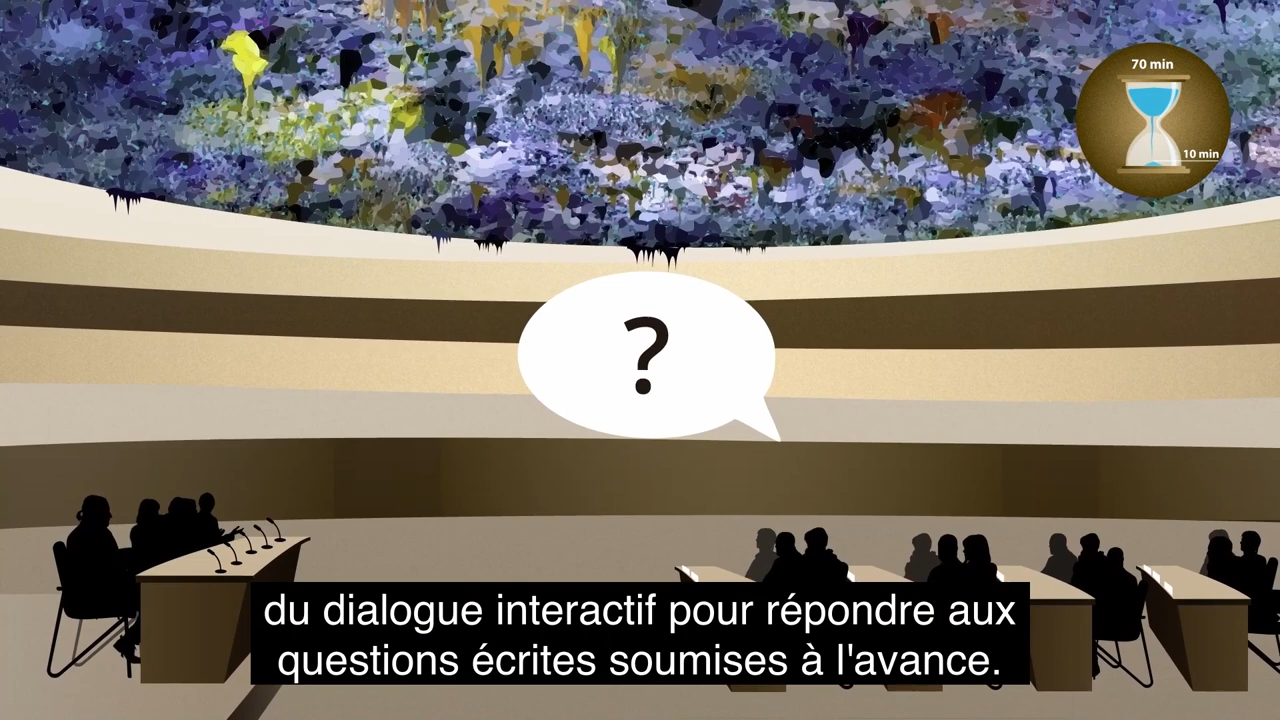 70 min
10 min
?
du dialogue interactif pour répondre aux
questions écrites soumises à l'avance.